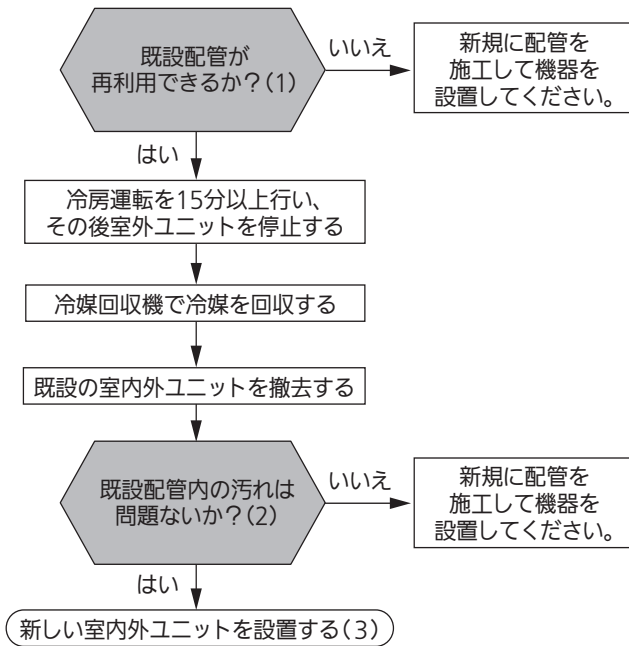 既設配管が
再利用できるか？(1)
いいえ
新規に配管を
施工して機器を
設置してください。
はい
冷房運転を15分以上行い、
その後室外ユニットを停止する
冷媒回収機で冷媒を回収する
既設の室内外ユニットを撤去する
既設配管内の汚れは
問題ないか？(2)
いいえ
新規に配管を
施工して機器を
設置してください。
はい
新しい室内外ユニットを設置する(3)